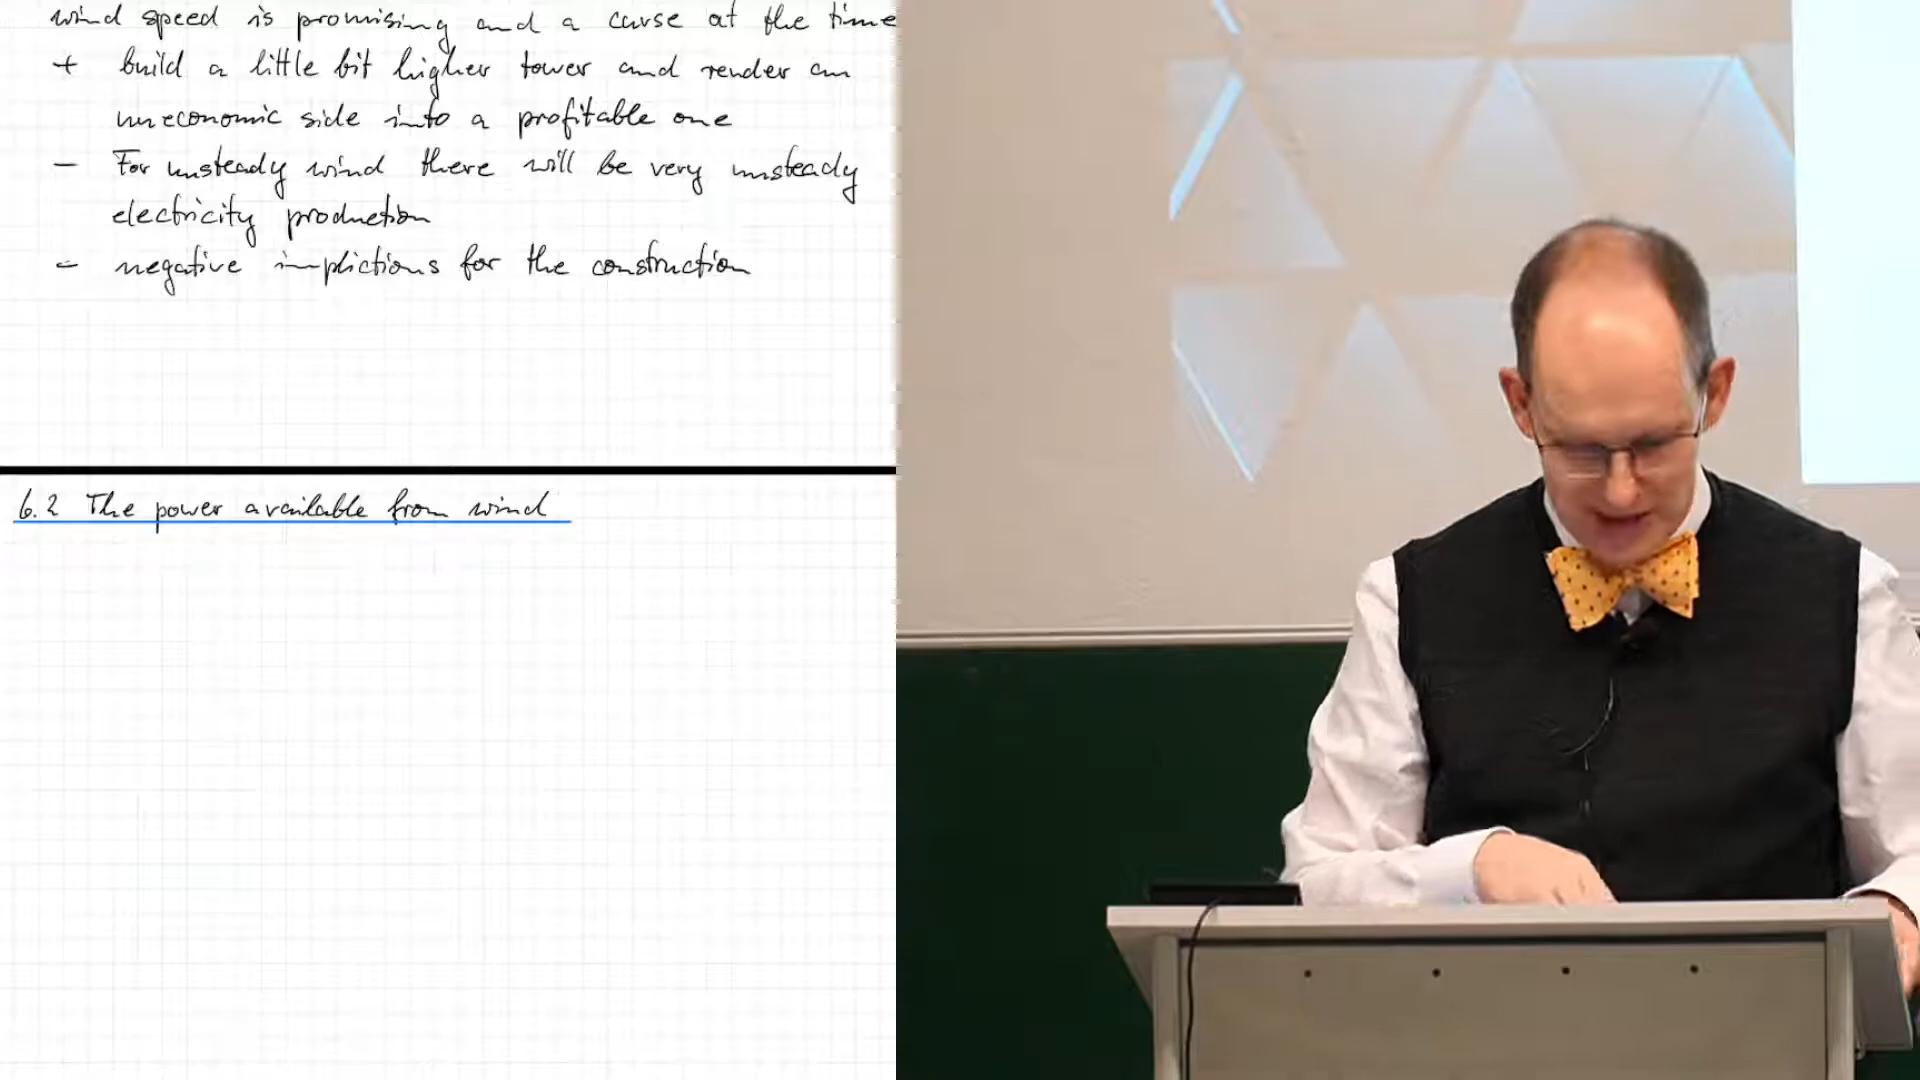 wind speed is promising and a curse at the time
+ build a little bit higher tower and render an
uneconomic side into a profitable one
- For unsteady wind there will be very unsteady
electricity production
- negative implictions for the construction
6.2 The power available from wind